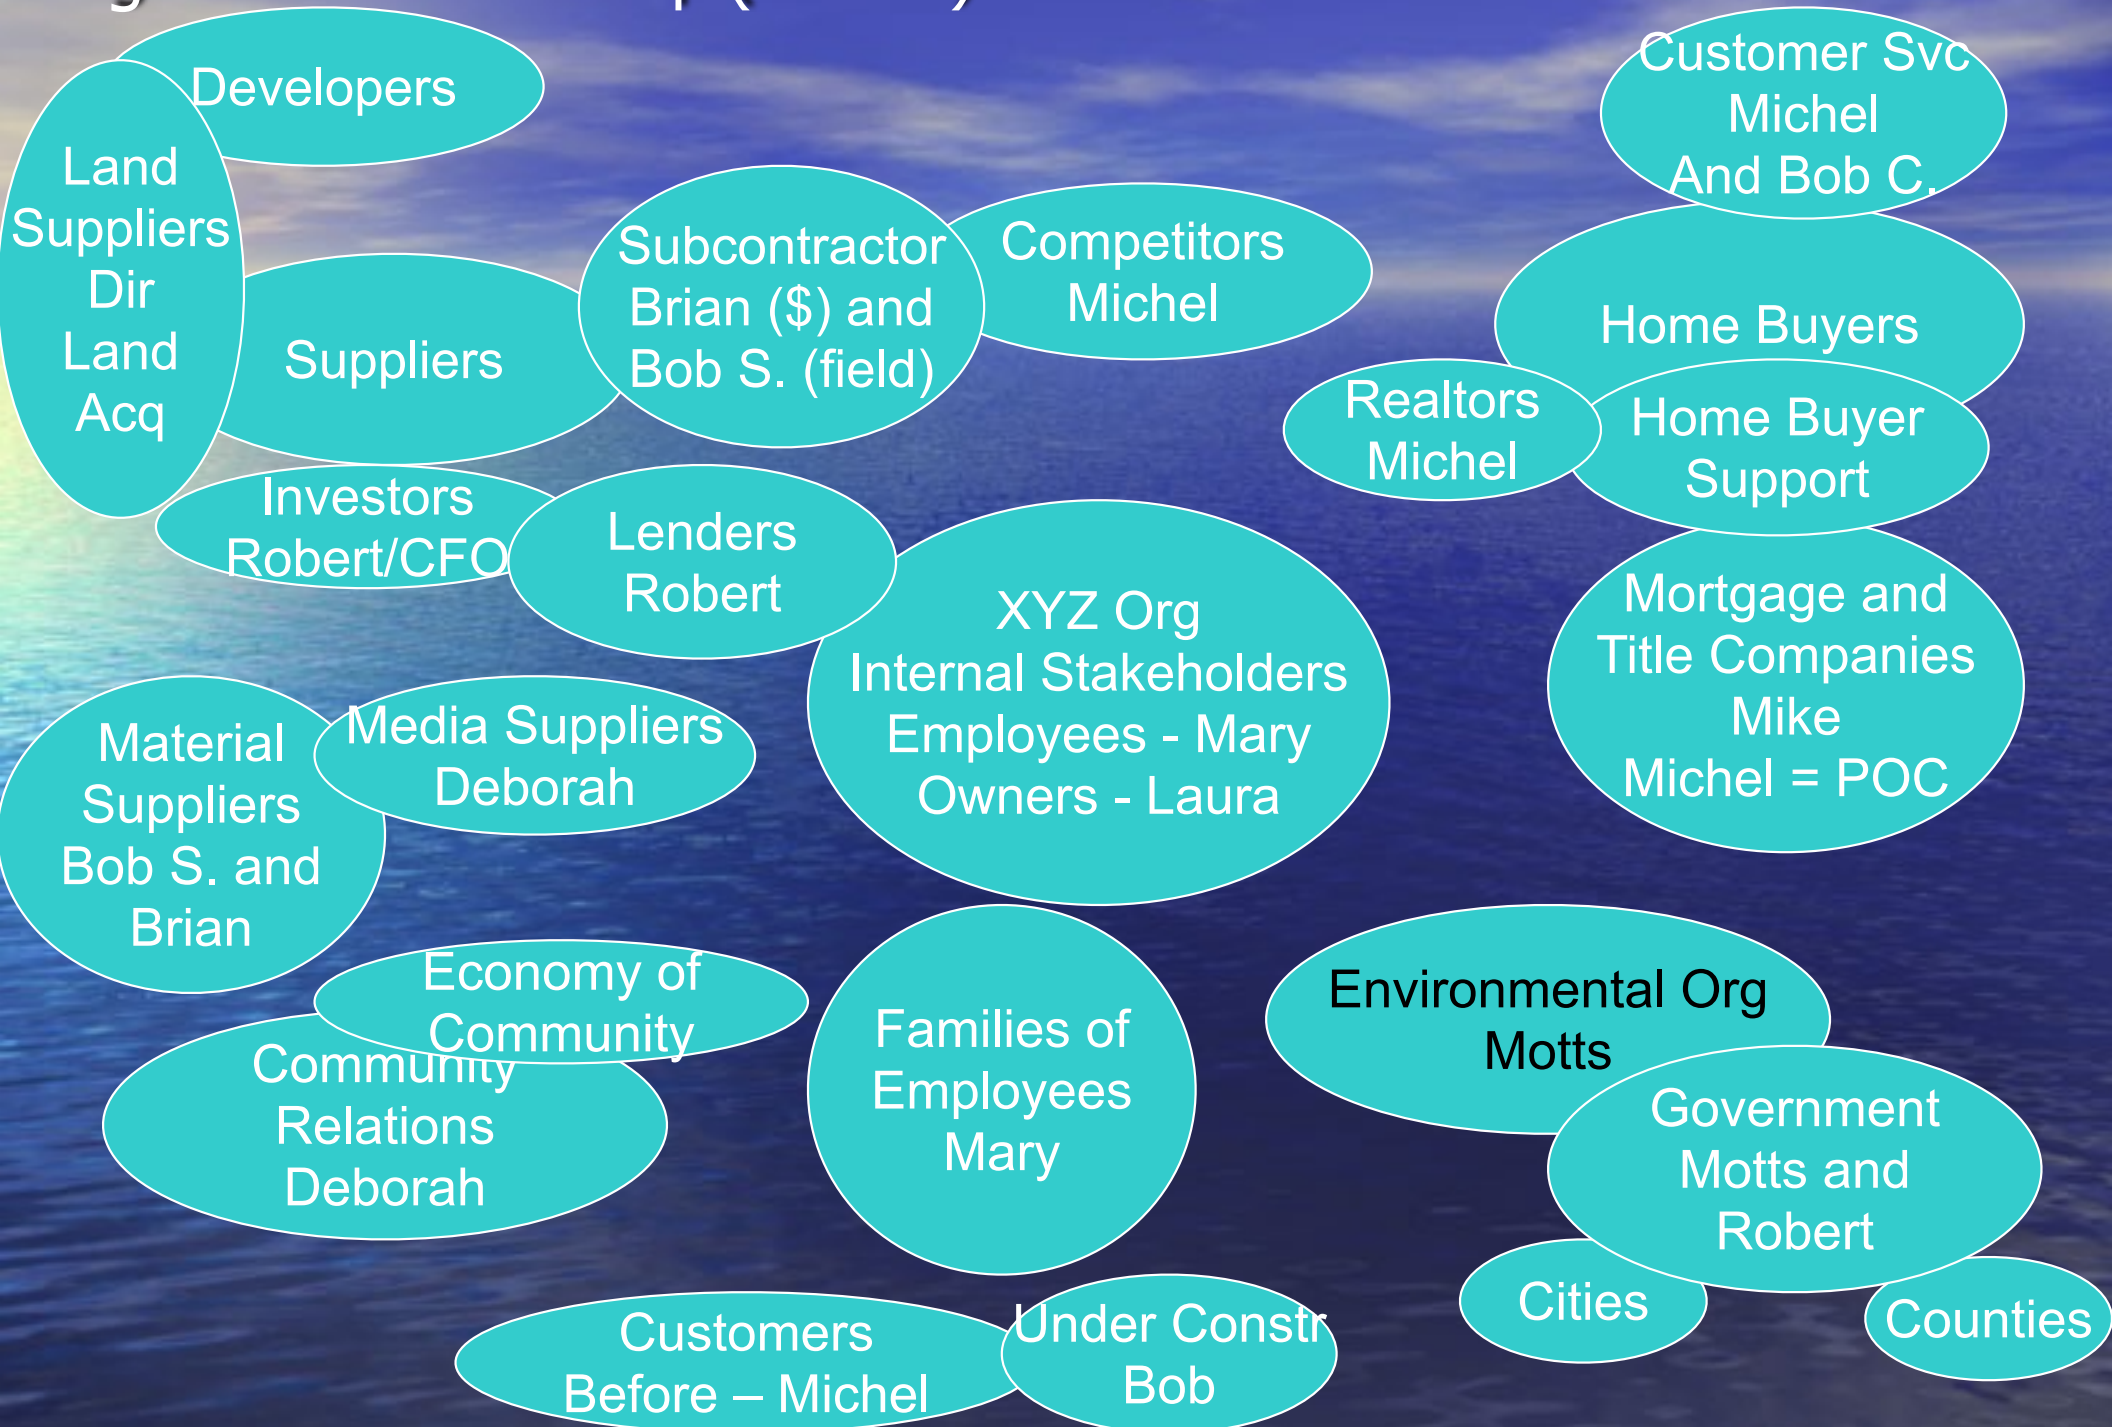 Developers
Land
Suppliers
Dir
Land
Acq
Suppliers
Subcontractor
Brian ($) and
Bob S. (field)
Competitors
Michel
Customer Svc
Michel
And Bob C.
Home Buyers
Realtors
Michel
Home Buyer
Support
Investors
Robert/CFO
Lenders
Robert
XYZ Org
Internal Stakeholders
Employees - Mary
Owners - Laura
Mortgage and
Title Companies
Mike
Michel = POC
Material
Suppliers
Bob S. and
Brian
Media Suppliers
Deborah
Economy of
Community
Community
Relations
Deborah
Families of
Employees
Mary
Environmental Org
Motts
Government
Motts and
Robert
Cities
Counties
Customers
Before – Michel
Under Constr
Bob